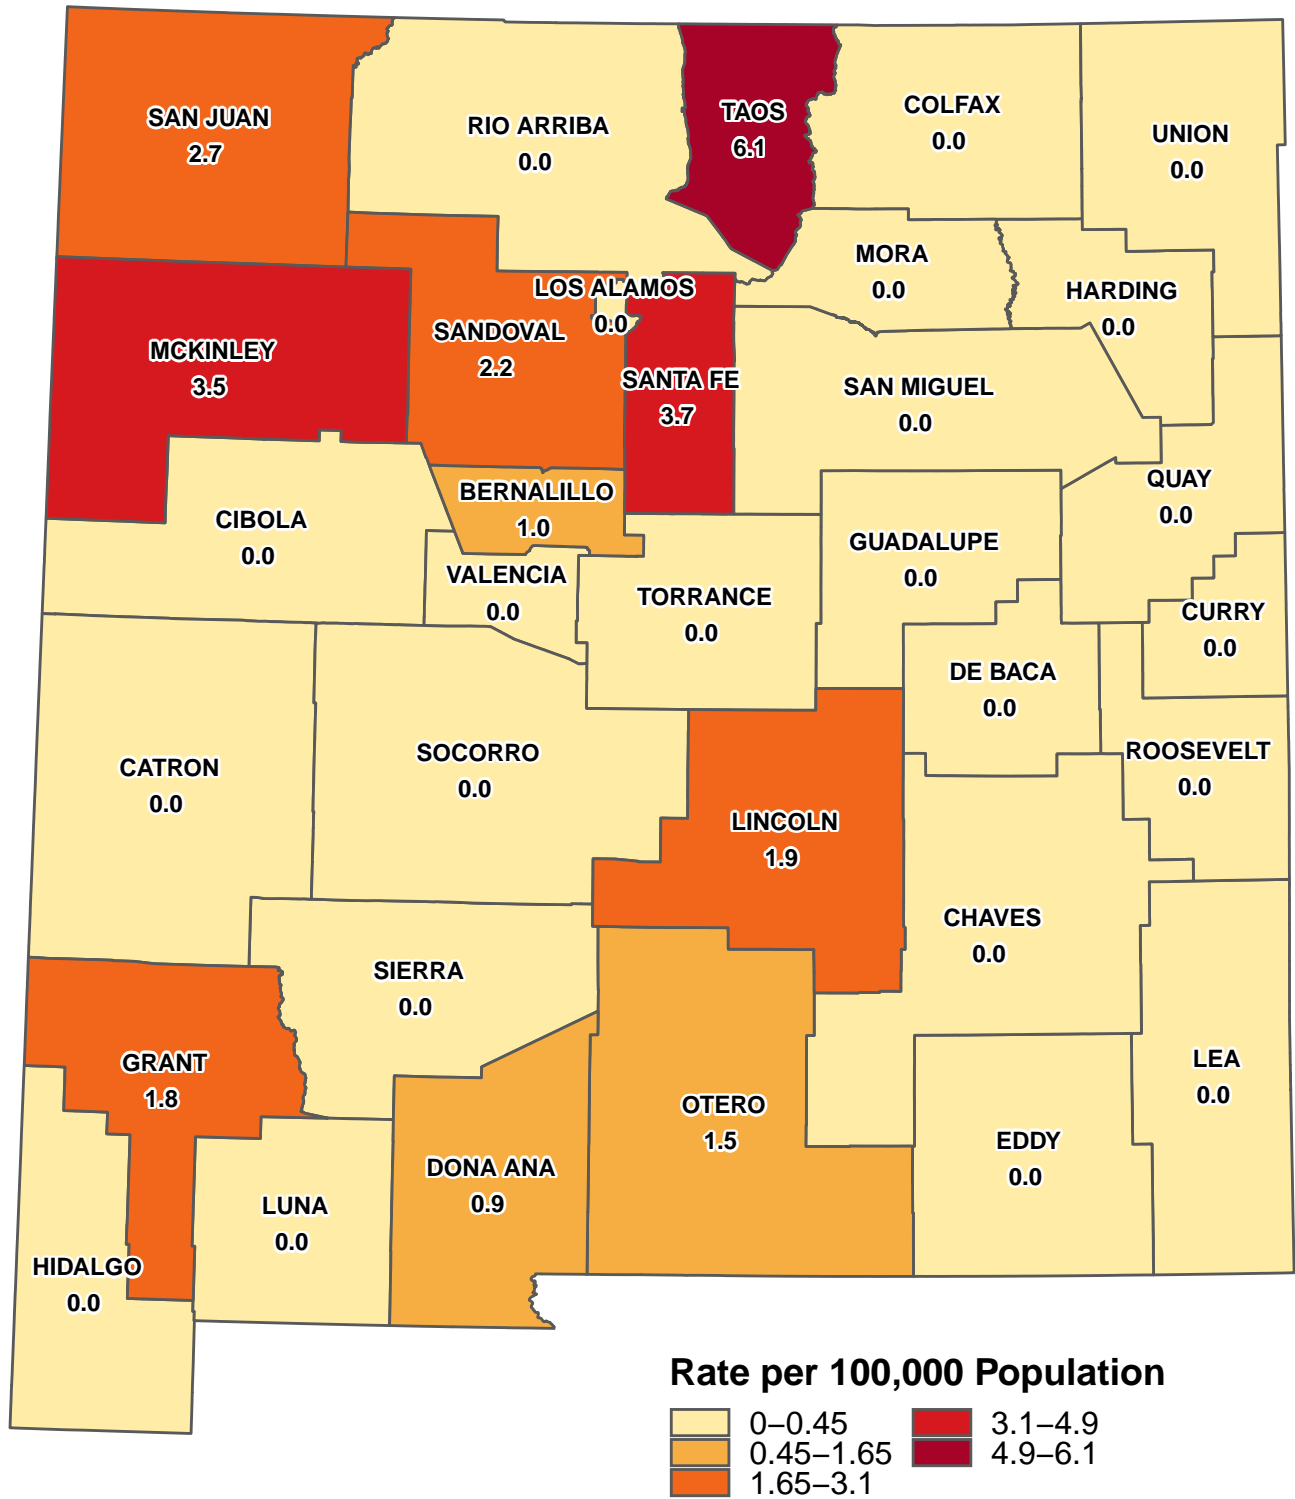 SAN JUAN
2.7
RIO ARRIBA
0.0
TAOS
6.1
COLFAX
0.0
UNION
0.0
MORA
0.0
HARDING
0.0
LOS ALAMOS
0.0
SANDOVAL
2.2
MCKINLEY
3.5
SANTA FE
3.7
SAN MIGUEL
0.0
QUAY
0.0
BERNALILLO
1.0
CIBOLA
0.0
GUADALUPE
0.0
VALENCIA
0.0
TORRANCE
0.0
CURRY
0.0
DE BACA
0.0
ROOSEVELT
0.0
SOCORRO
0.0
CATRON
0.0
LINCOLN
1.9
CHAVES
0.0
SIERRA
0.0
GRANT
1.8
LEA
0.0
OTERO
1.5
EDDY
0.0
DONA ANA
0.9
LUNA
0.0
HIDALGO
0.0
Rate per 100,000 Population
0–0.45
0.45–1.65
1.65–3.1
3.1–4.9
4.9–6.1